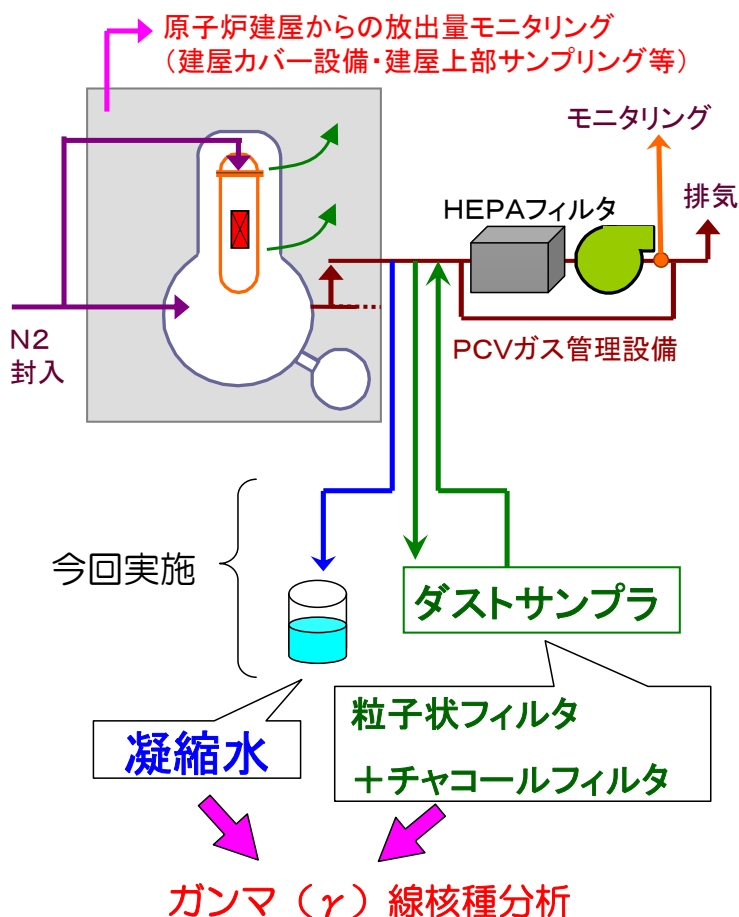 原子炉建屋からの放出量モニタリング
（建屋カバー設備・建屋上部サンプリング等）
モニタリング
排気
HEPAフィルタ
N2
封入
PCVガス管理設備
今回実施
ダストサンプラ
粒子状フィルタ
＋チャコールフィルタ
凝縮水
ガンマ（γ）線核種分析